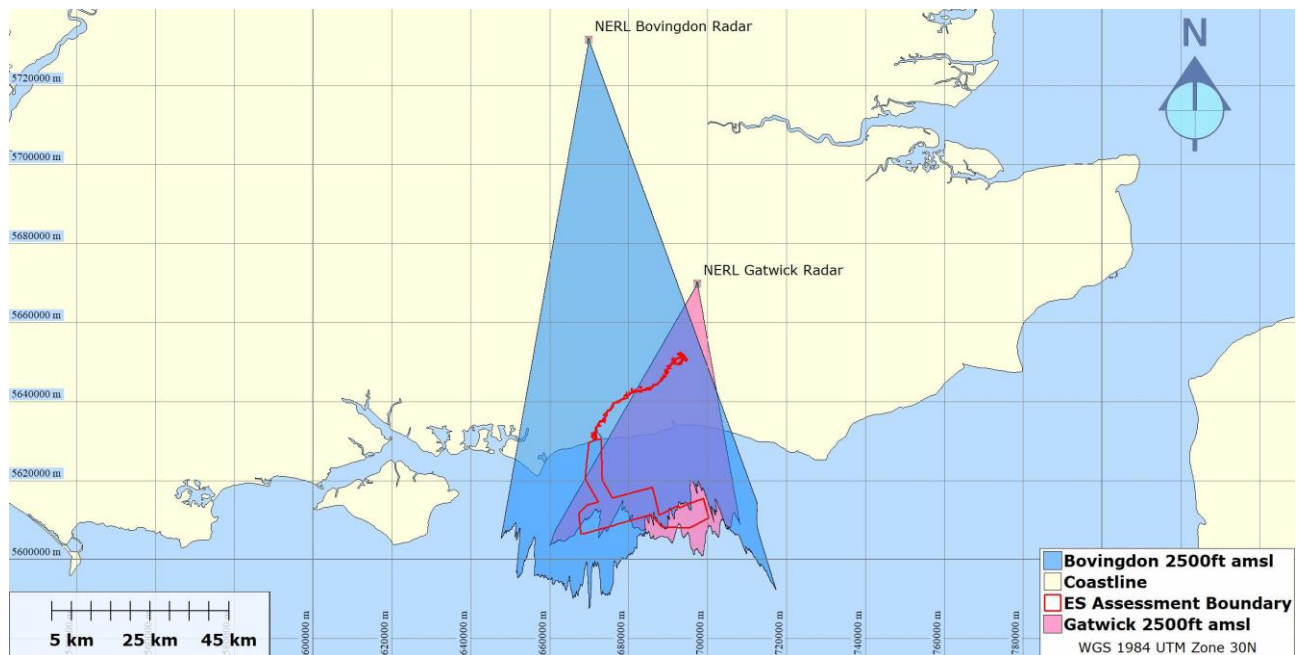 NERL Bovingdon Radar
N
5720000 m
5700000 m
5680000 m
NERL Gatwick Radar
5660000 m
5640000 m
5620000 m
5600000 m
600000 m
620000 m
640000 m
660000 m
680000 m
700000 m
720000 m
740000 m
760000 m
780000 m
5 km 25 km 45 km
Bovingdon 2500ft amsl
Coastline
ES Assessment Boundary
Gatwick 2500ft amsl
WGS 1984 UTM Zone 30N